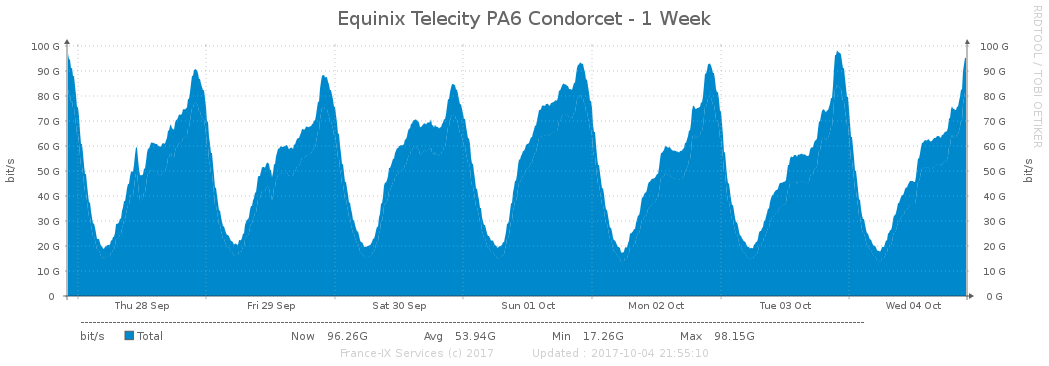 Equinix Telecity PA6 Condorcet - 1 Week
RRDTOOL / TOBI OETIKER
100 G 100 G
90 G 90 G
80 G 80 G
70 G 70 G
60 G 60 G
50 G 50 G
40 G 40 G
30 G 30 G
20 G 20 G
10 G 10 G
0 0 G
bit/s bit/s
Thu 28 Sep Fri 29 Sep Sat 30 Sep Sun 01 Oct Mon 02 Oct Tue 03 Oct Wed 04 Oct
bit/s Total Now 96.26G Avg 53.94G Min 17.26G Max 98.15G
France-IX Services (c) 2017 Updated : 2017-10-04 21:55:10